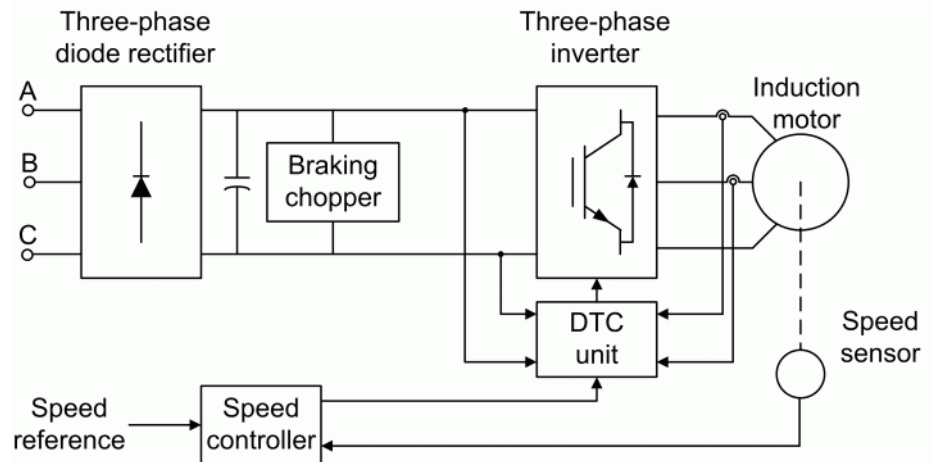 Three-phase
diode rectifier
Three-phase
inverter
Induction
motor
A
B
C
Braking
chopper
DTC
unit
Speed
sensor
Speed
reference
Speed
controller